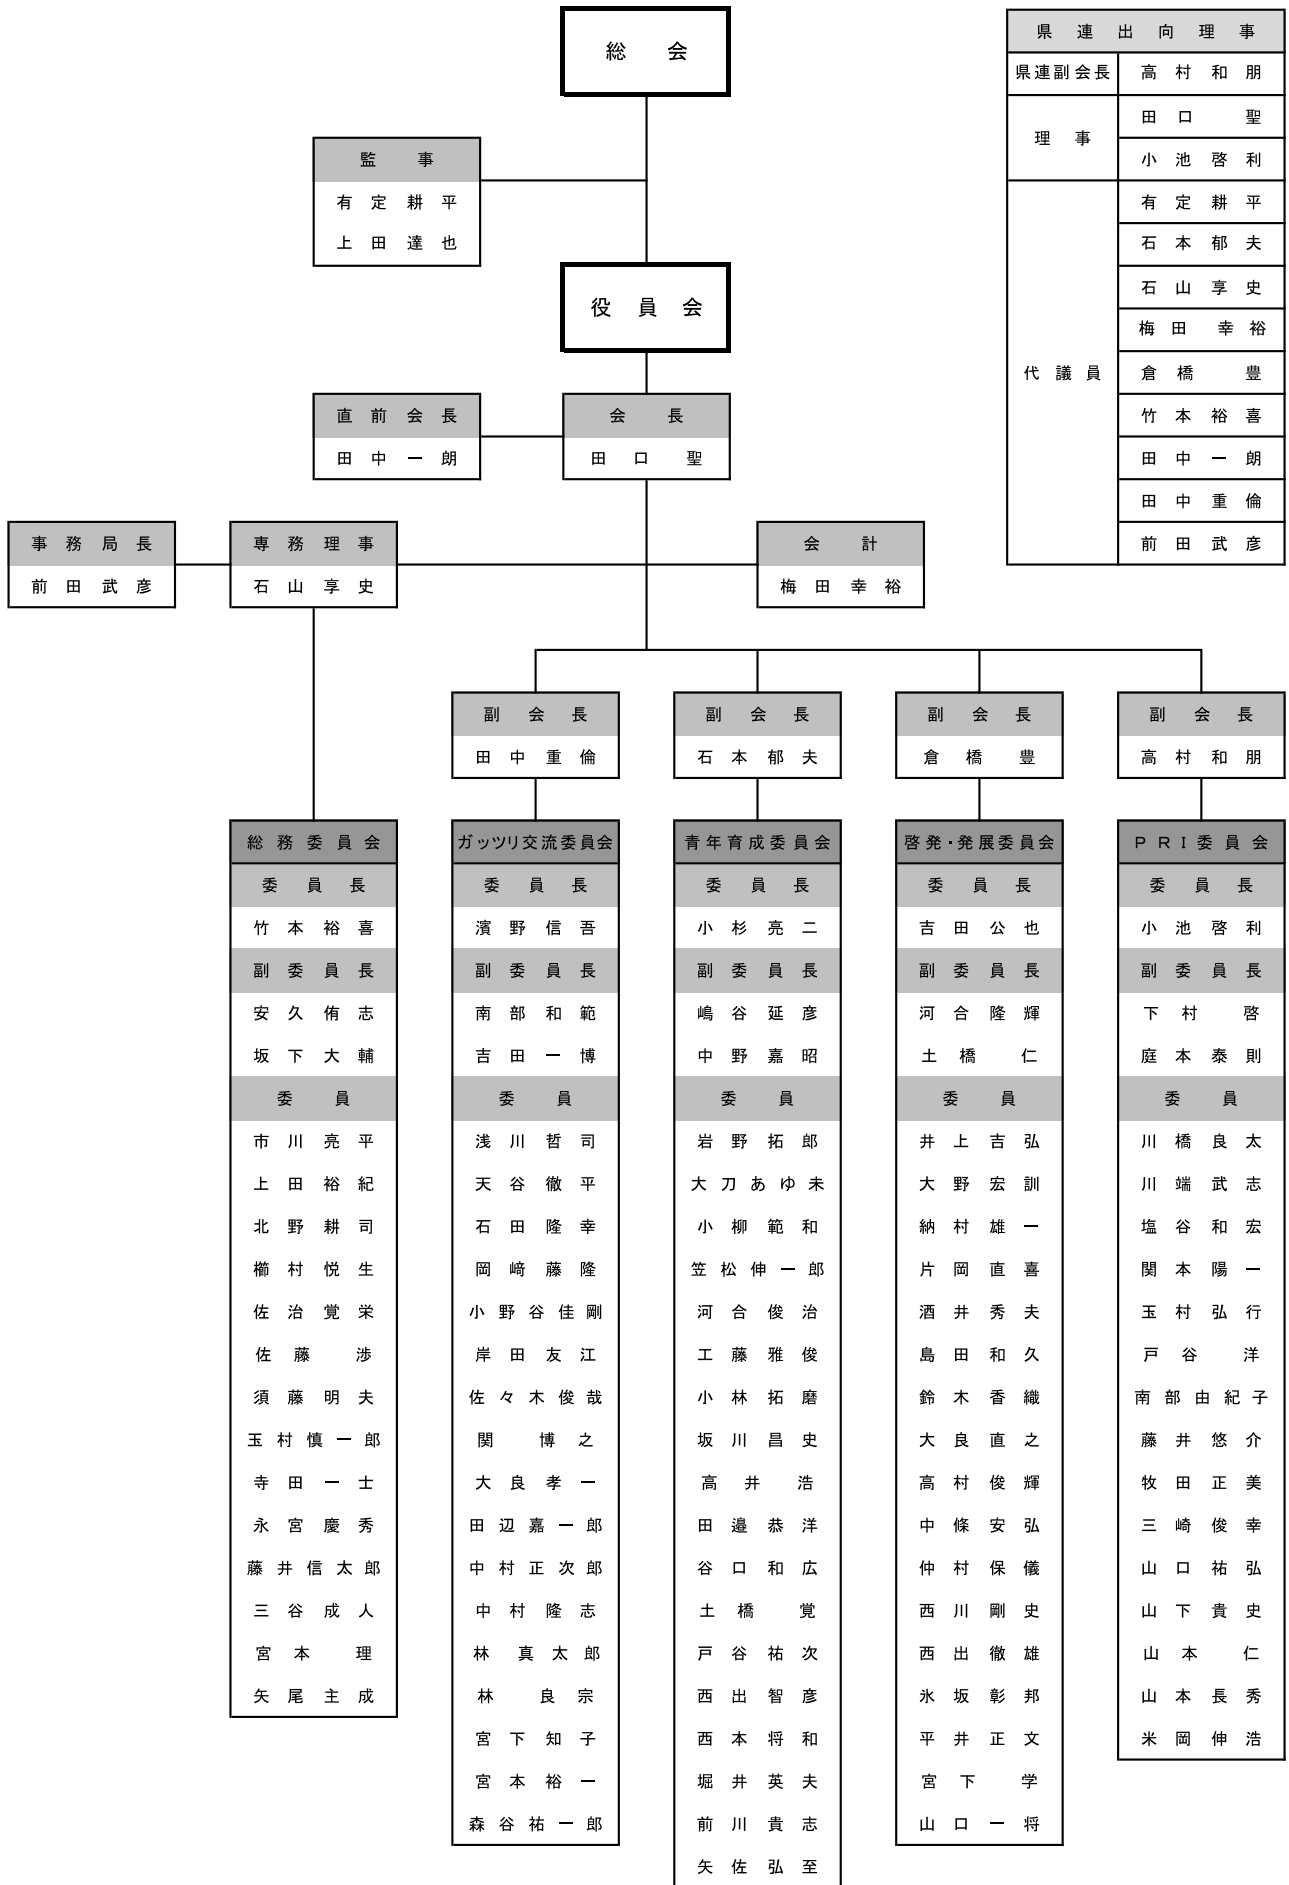 総会
県連出向理事
県連副会長 高村和朋
理事 田口聖
小池啓利
代議員 有定耕平
石本郁夫
石山享史
梅田幸裕
倉橋豊
竹本裕喜
田中一朗
田中重倫
前田武彦
監事
有定耕平
上田達也
役員会
直前会長
田中一朗
会長
田口聖
事務局長
前田武彦
専務理事
石山享史
会計
梅田幸裕
副会長
田中重倫
副会長
石本郁夫
副会長
倉橋豊
副会長
高村和朋
総務委員会
委員長
竹本裕喜
副委員長
安久侑志
坂下大輔
委員
市川亮平
上田裕紀
北野耕司
櫛村悦生
佐治覚栄
佐藤渉
須藤明夫
玉村慎一郎
寺田一士
永宮慶秀
藤井信太郎
三谷成人
宮本理
矢尾主成
ガッツリ交流委員会
委員長
濱野信吾
副委員長
南部和範
吉田一博
委員
浅川哲司
天谷徹平
石田隆幸
岡﨑藤隆
小野谷佳剛
岸田友江
佐々木俊哉
関博之
大良孝一
田辺嘉一郎
中村正次郎
中村隆志
林真太郎
林良宗
宮下知子
宮本裕一
森谷祐一郎
青年育成委員会
委員長
小杉亮二
副委員長
嶋谷延彦
中野嘉昭
委員
岩野拓郎
大刀あゆ未
小柳範和
笠松伸一郎
河合俊治
工藤雅俊
小林拓磨
坂川昌史
高井浩
田邉恭洋
谷口和広
土橋覚
戸谷祐次
西出智彦
西本将和
堀井英夫
前川貴志
矢佐弘至
啓発・発展委員会
委員長
吉田公也
副委員長
河合隆輝
土橋仁
委員
井上吉弘
大野宏訓
納村雄一
片岡直喜
酒井秀夫
島田和久
鈴木香織
大良直之
高村俊輝
中條安弘
仲村保儀
西川剛史
西出徹雄
氷坂彰邦
平井正文
宮下学
山口一将
PRI委員会
委員長
小池啓利
副委員長
下村啓
庭本泰則
委員
川橋良太
川端武志
塩谷和宏
関本陽一
玉村弘行
戸谷洋
南部由紀子
藤井悠介
牧田正美
三崎俊幸
山口祐弘
山下貴史
山本仁
山本長秀
米岡伸浩